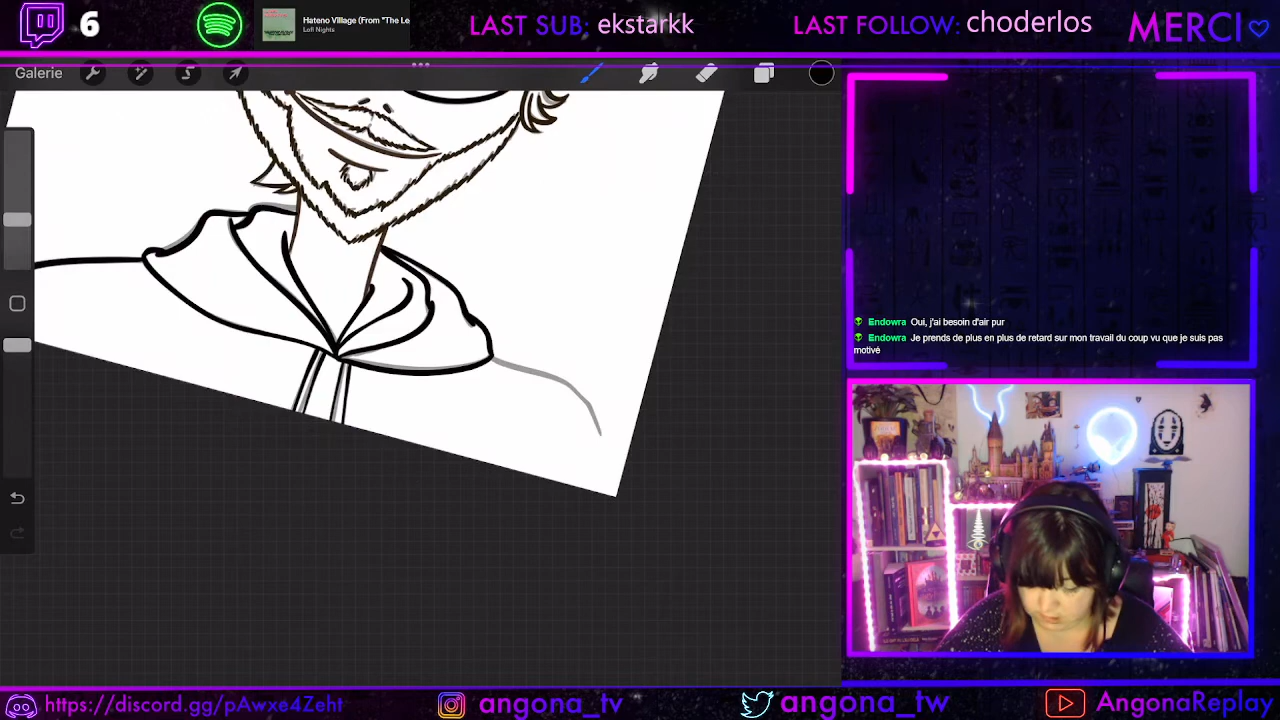 6
Hateno Village (From "The Le
Lofi Nights
LAST SUB: ekstarkk
LAST FOLLOW: choderlos
MERCI
Galerie
Endowra Oui, j'ai besoin d'air pur
Endowra Je prends de plus en plus de retard sur mon travail du coup vu que je suis pas
motivé
https://discord.gg/pAwxe4Zeht
angona_tv
angona_tw
AngonaReplay